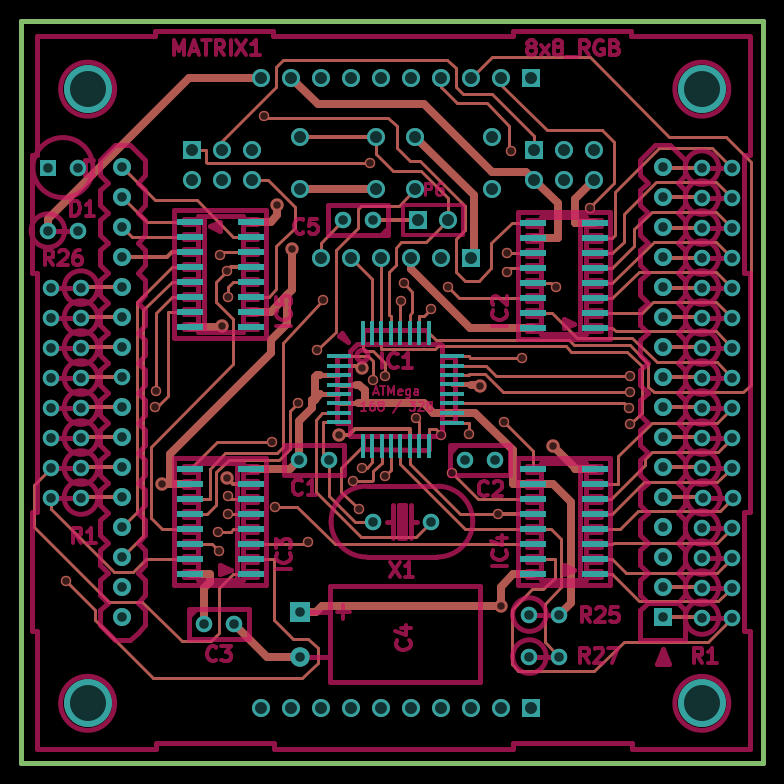 MATRIX1
8x8 RGB
P6
D1
C5
R26
IC2
IC1
ATMega
168 / 328
C1
C2
R1
IC3
IC4
X1
C4
+
R25
C3
R27
R1